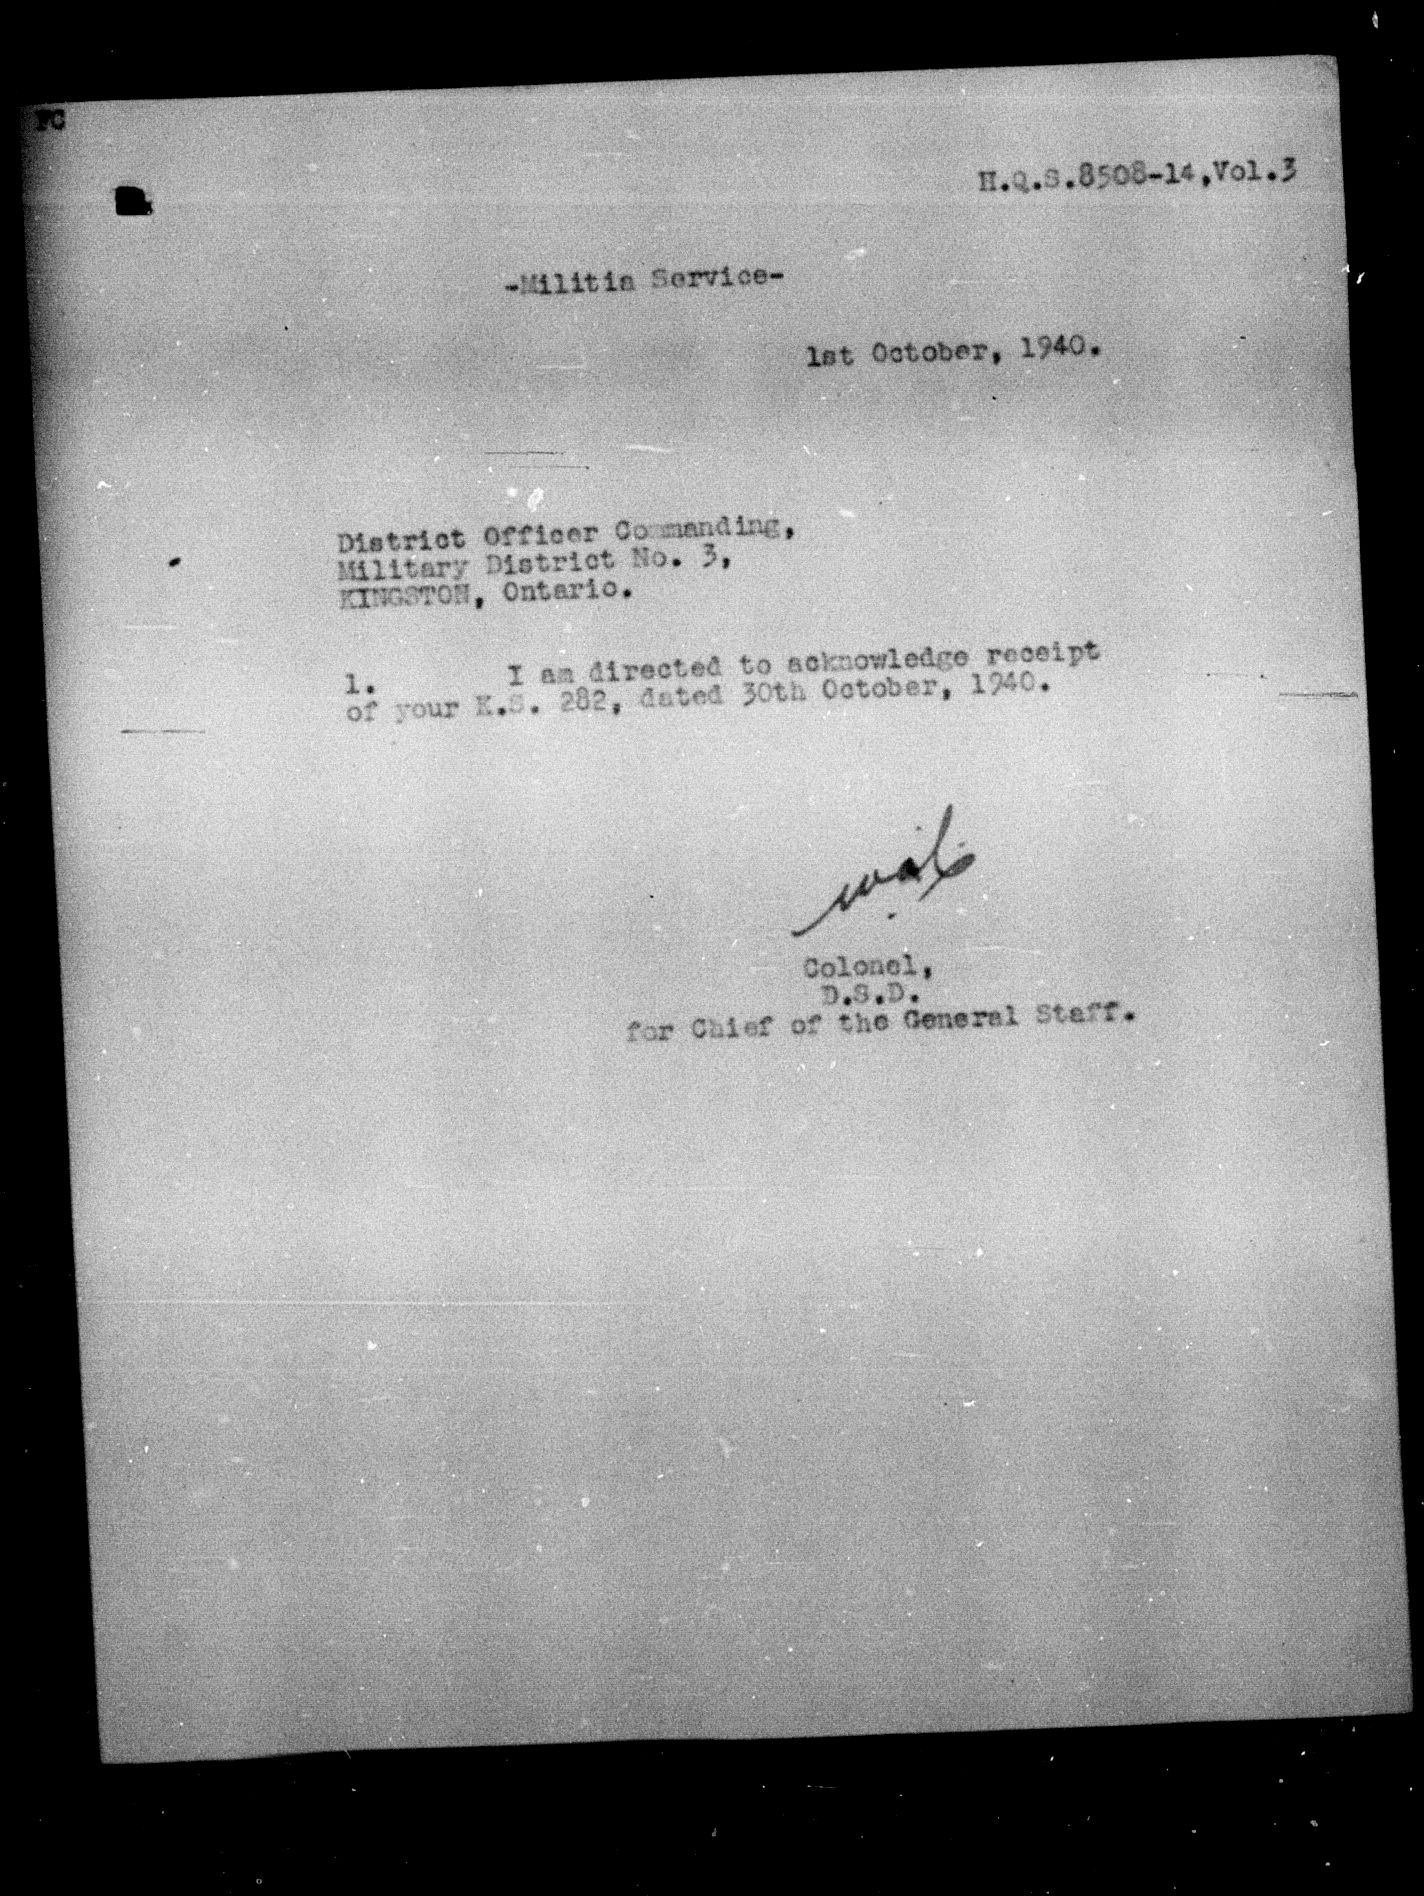 FC
H.Q.S.8508-14,Vol.3
-Militia Service-
1st October, 1940.
District Officer Commanding,
Military District No. 3,
KINGSTON, Ontario.
1. I am directed to acknowledge receipt
of your K.S. 282, dated 30th October, 1940.
Colonel,
D.S.D.
for Chief of the General Staff.